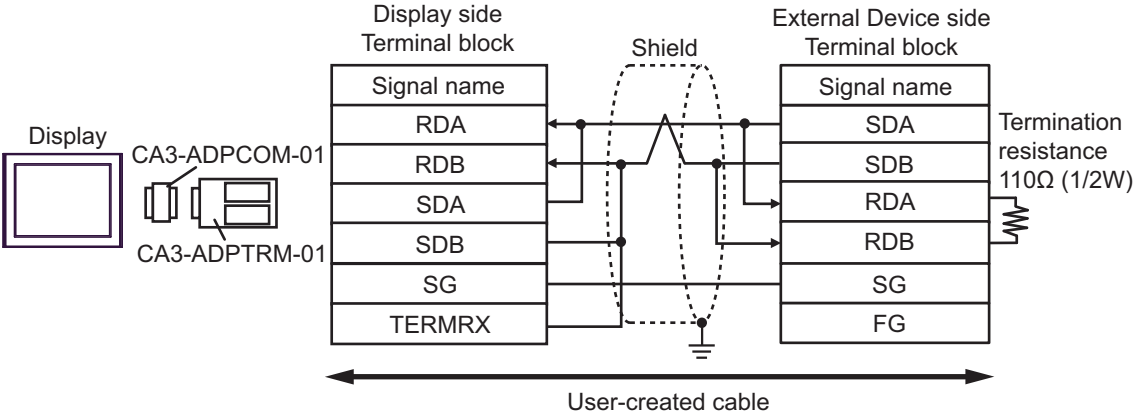 Display side
Terminal block
Shield
External Device side
Terminal block
Display
CA3-ADPCOM-01
CA3-ADPTRM-01
Signal name
RDA
RDB
SDA
SDB
SG
TERMRX
Signal name
SDA
SDB
RDA
RDB
SG
FG
Termination
resistance
110Ω (1/2W)
User-created cable